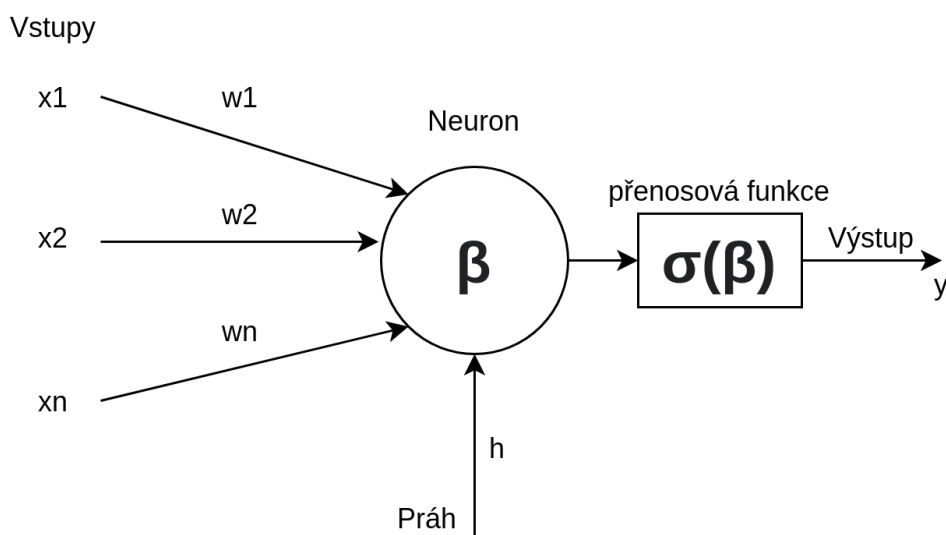 Vstupy
x1
w1
Neuron
přenosová funkce
x2
w2
β
σ(β)
Výstup
y
wn
xn
h
Práh